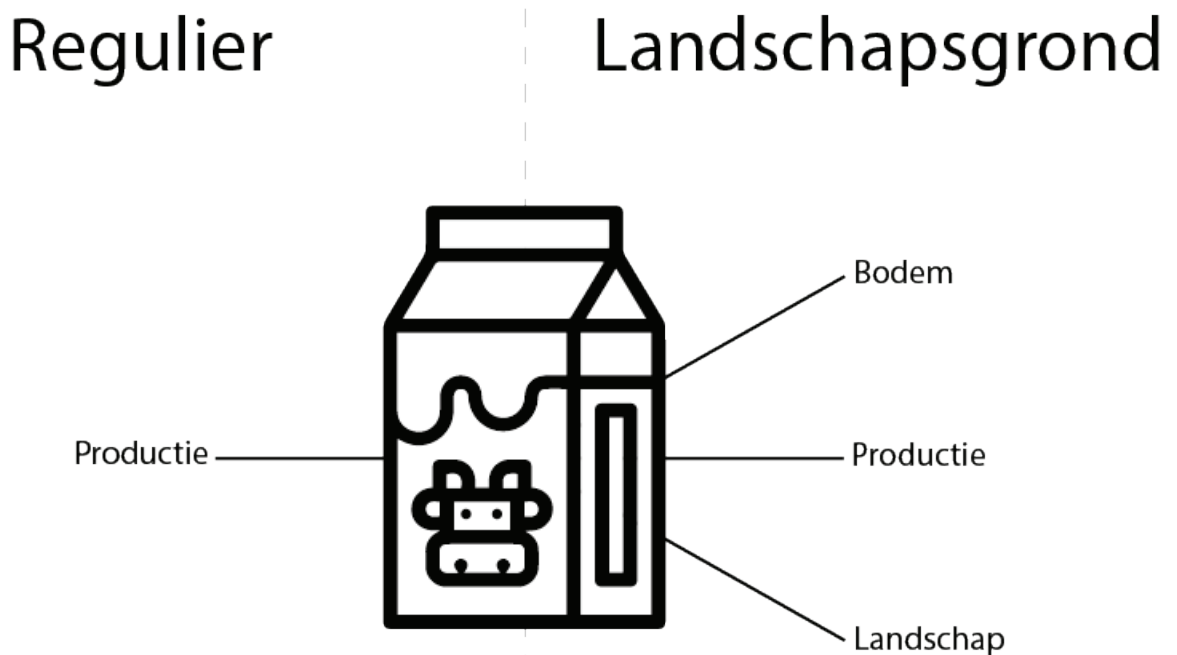 Regulier
Landschapsgrond
Bodem
Productie
Productie
Landschap